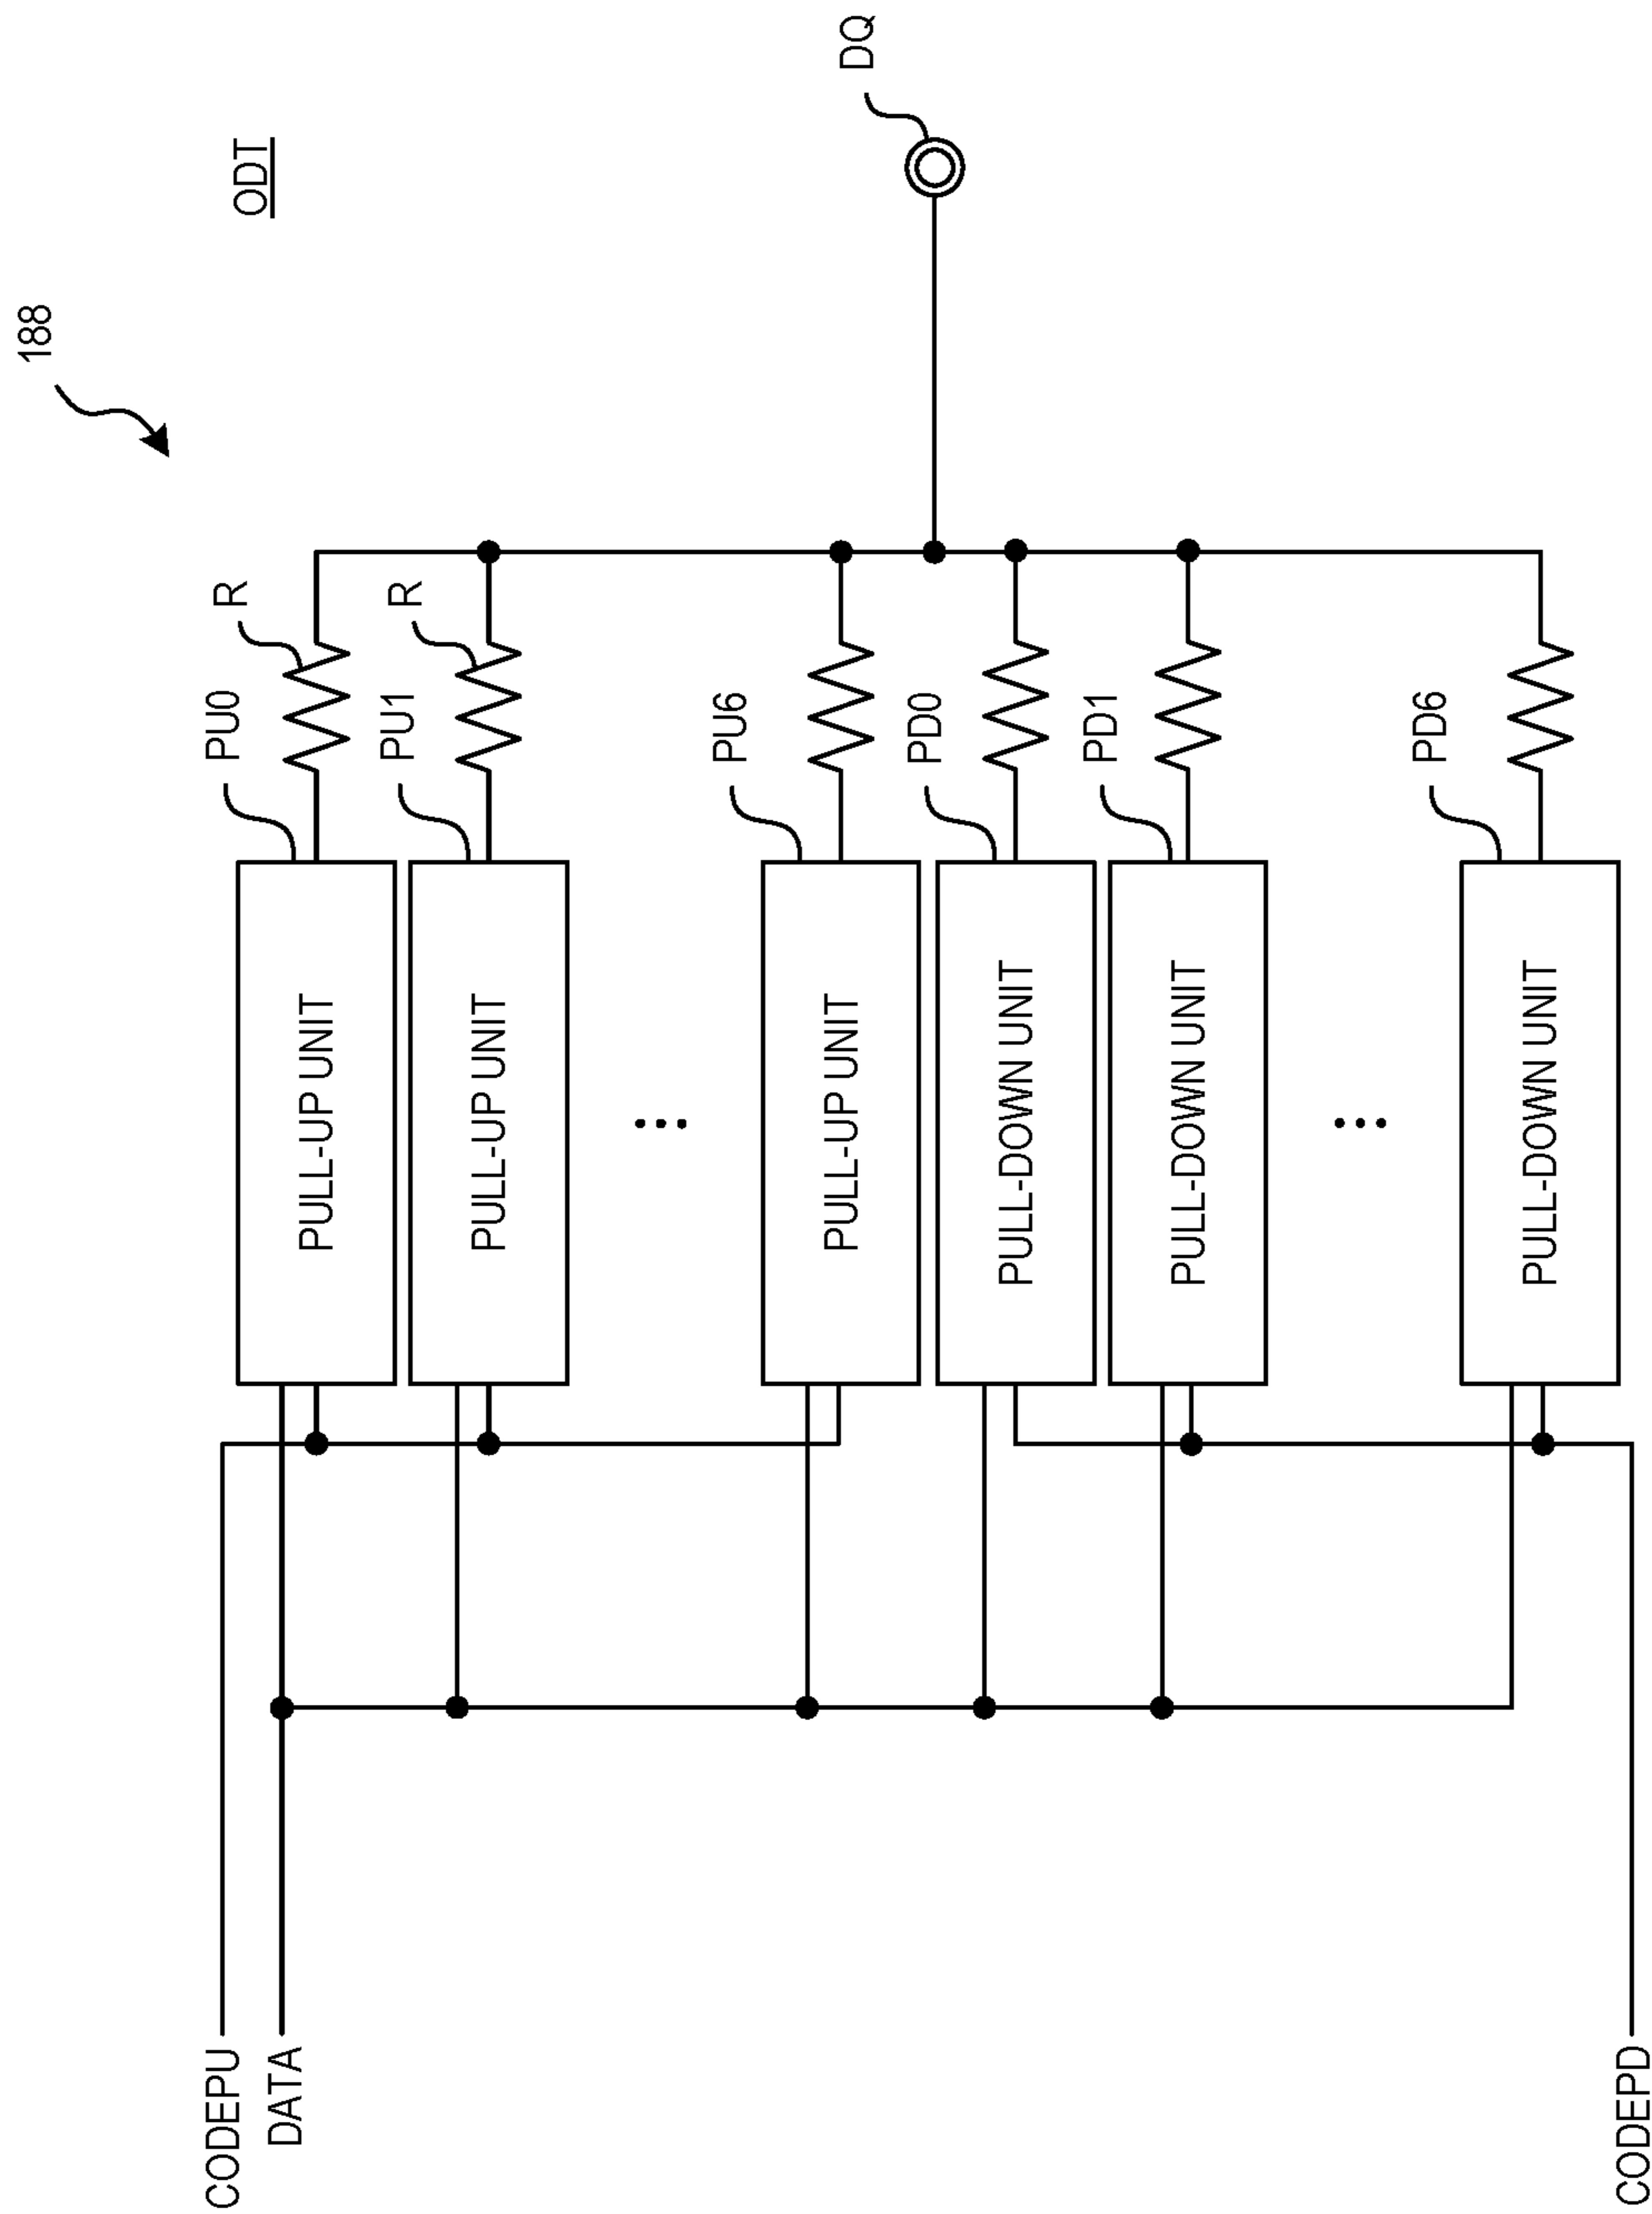 188
ODT
CODEPU
DATA
PULL-UP UNIT
PU0
R
PULL-UP UNIT
PU1
R
...
PULL-UP UNIT
PU6
DQ
PULL-DOWN UNIT
PD0
PULL-DOWN UNIT
PD1
...
PULL-DOWN UNIT
PD6
CODEPD